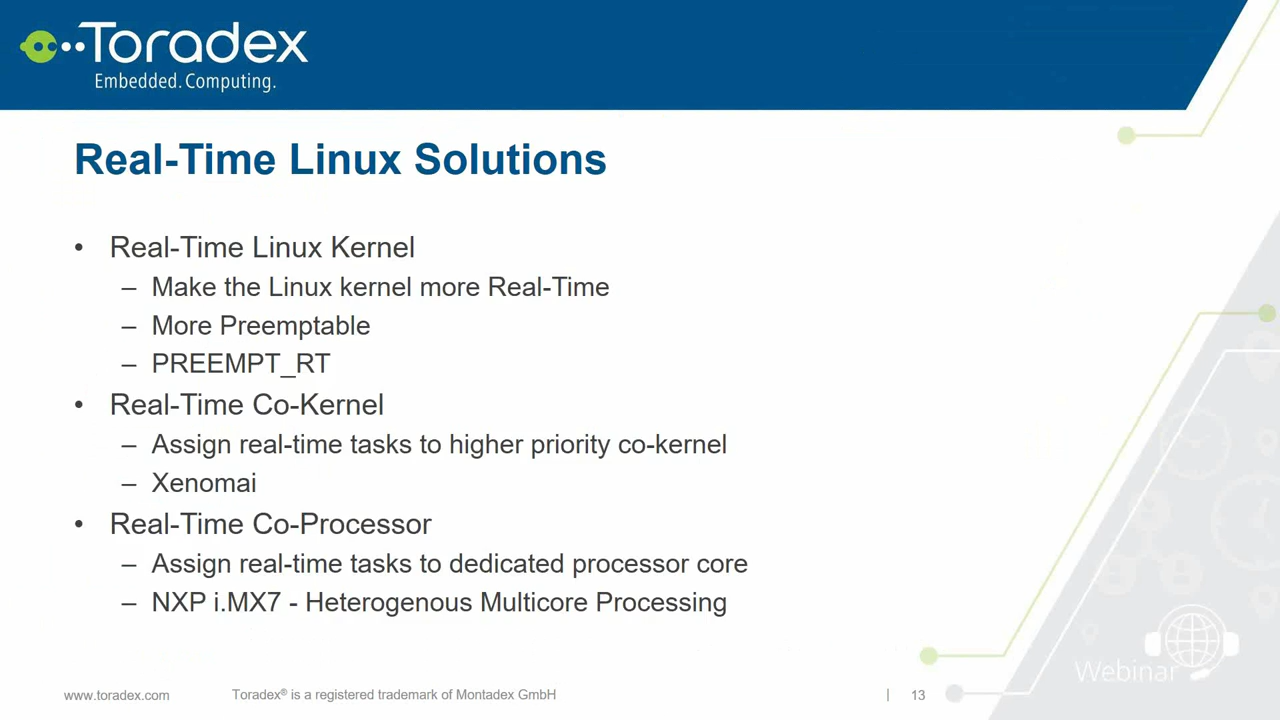 Toradex
Embedded.Computing.
Real-Time Linux Solutions
• Real-Time Linux Kernel
– Make the Linux kernel more Real-Time
– More Preemptable
– PREEMPT_RT
• Real-Time Co-Kernel
– Assign real-time tasks to higher priority co-kernel
– Xenomai
• Real-Time Co-Processor
– Assign real-time tasks to dedicated processor core
– NXP i.MX7 - Heterogenous Multicore Processing
Webinar
www.toradex.com Toradex® is a registered trademark of Montadex GmbH | 13